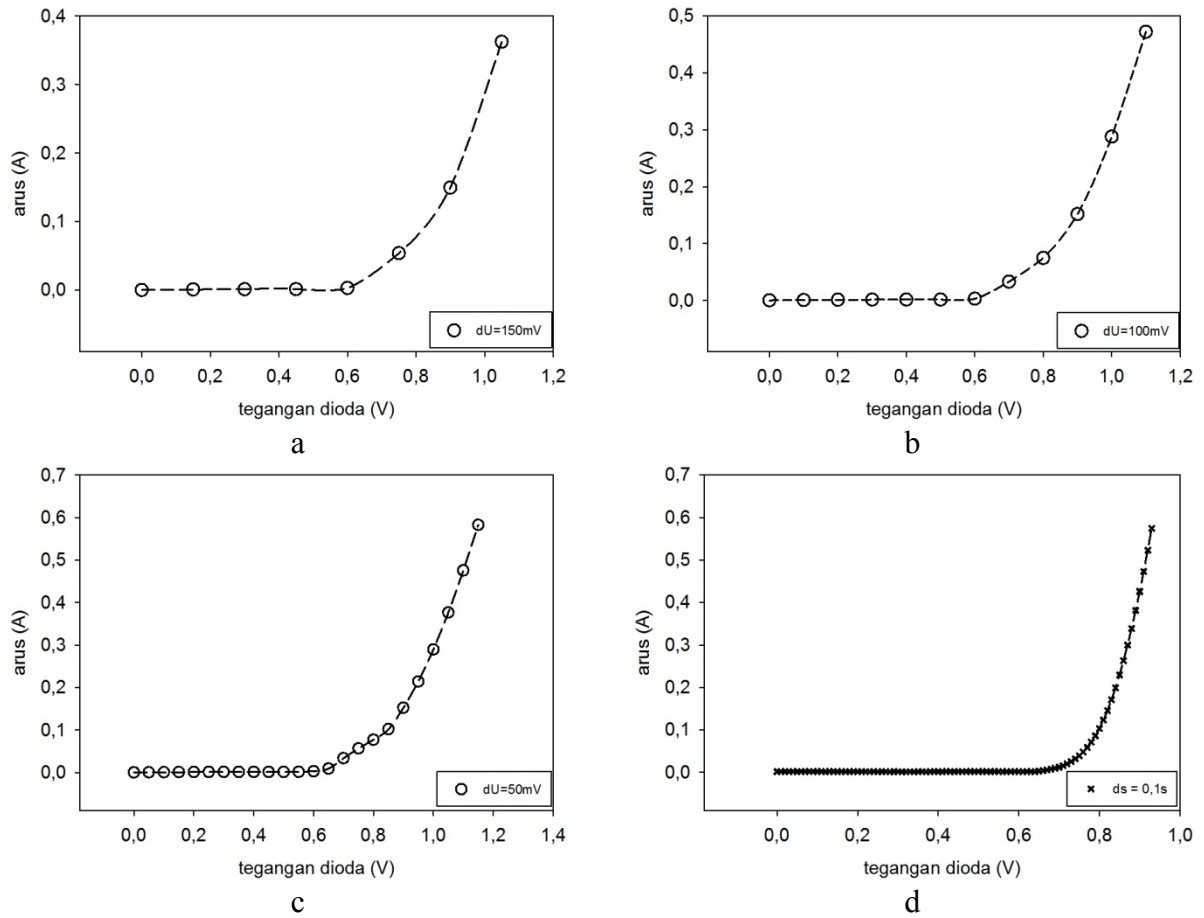 0,4
0,3
0,2
0,1
0,0
arus (A)
dU=150mV
0,0 0,2 0,4 0,6 0,8 1,0 1,2
tegangan dioda (V)
a
0,5
0,4
0,3
0,2
0,1
0,0
arus (A)
dU=100mV
0,0 0,2 0,4 0,6 0,8 1,0 1,2
tegangan dioda (V)
b
0,7
0,6
0,5
0,4
0,3
0,2
0,1
0,0
arus (A)
dU=50mV
0,0 0,2 0,4 0,6 0,8 1,0 1,2 1,4
tegangan dioda (V)
c
0,7
0,6
0,5
0,4
0,3
0,2
0,1
0,0
arus (A)
ds = 0,1s
0,0 0,2 0,4 0,6 0,8 1,0
tegangan dioda (V)
d